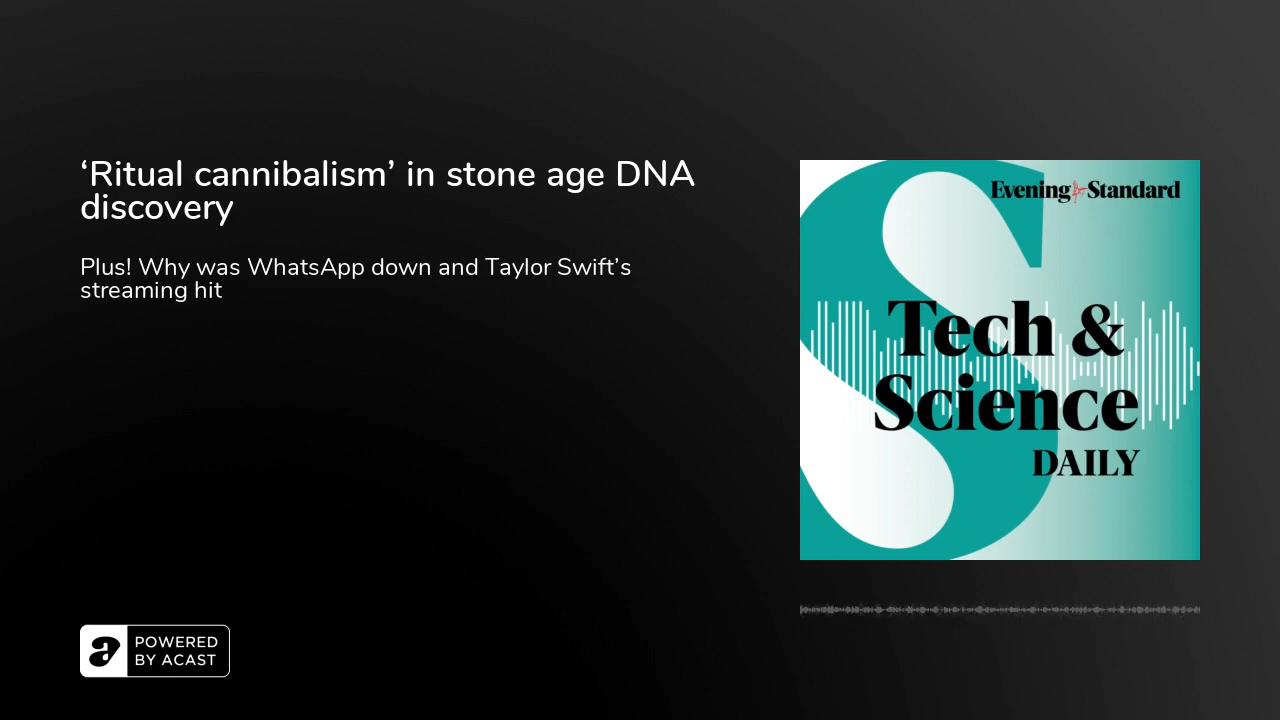 ‘Ritual cannibalism’ in stone age DNA
discovery
Plus! Why was WhatsApp down and Taylor Swift’s
streaming hit
Evening Standard
Tech &
Science
DAILY
POWERED
BY ACAST